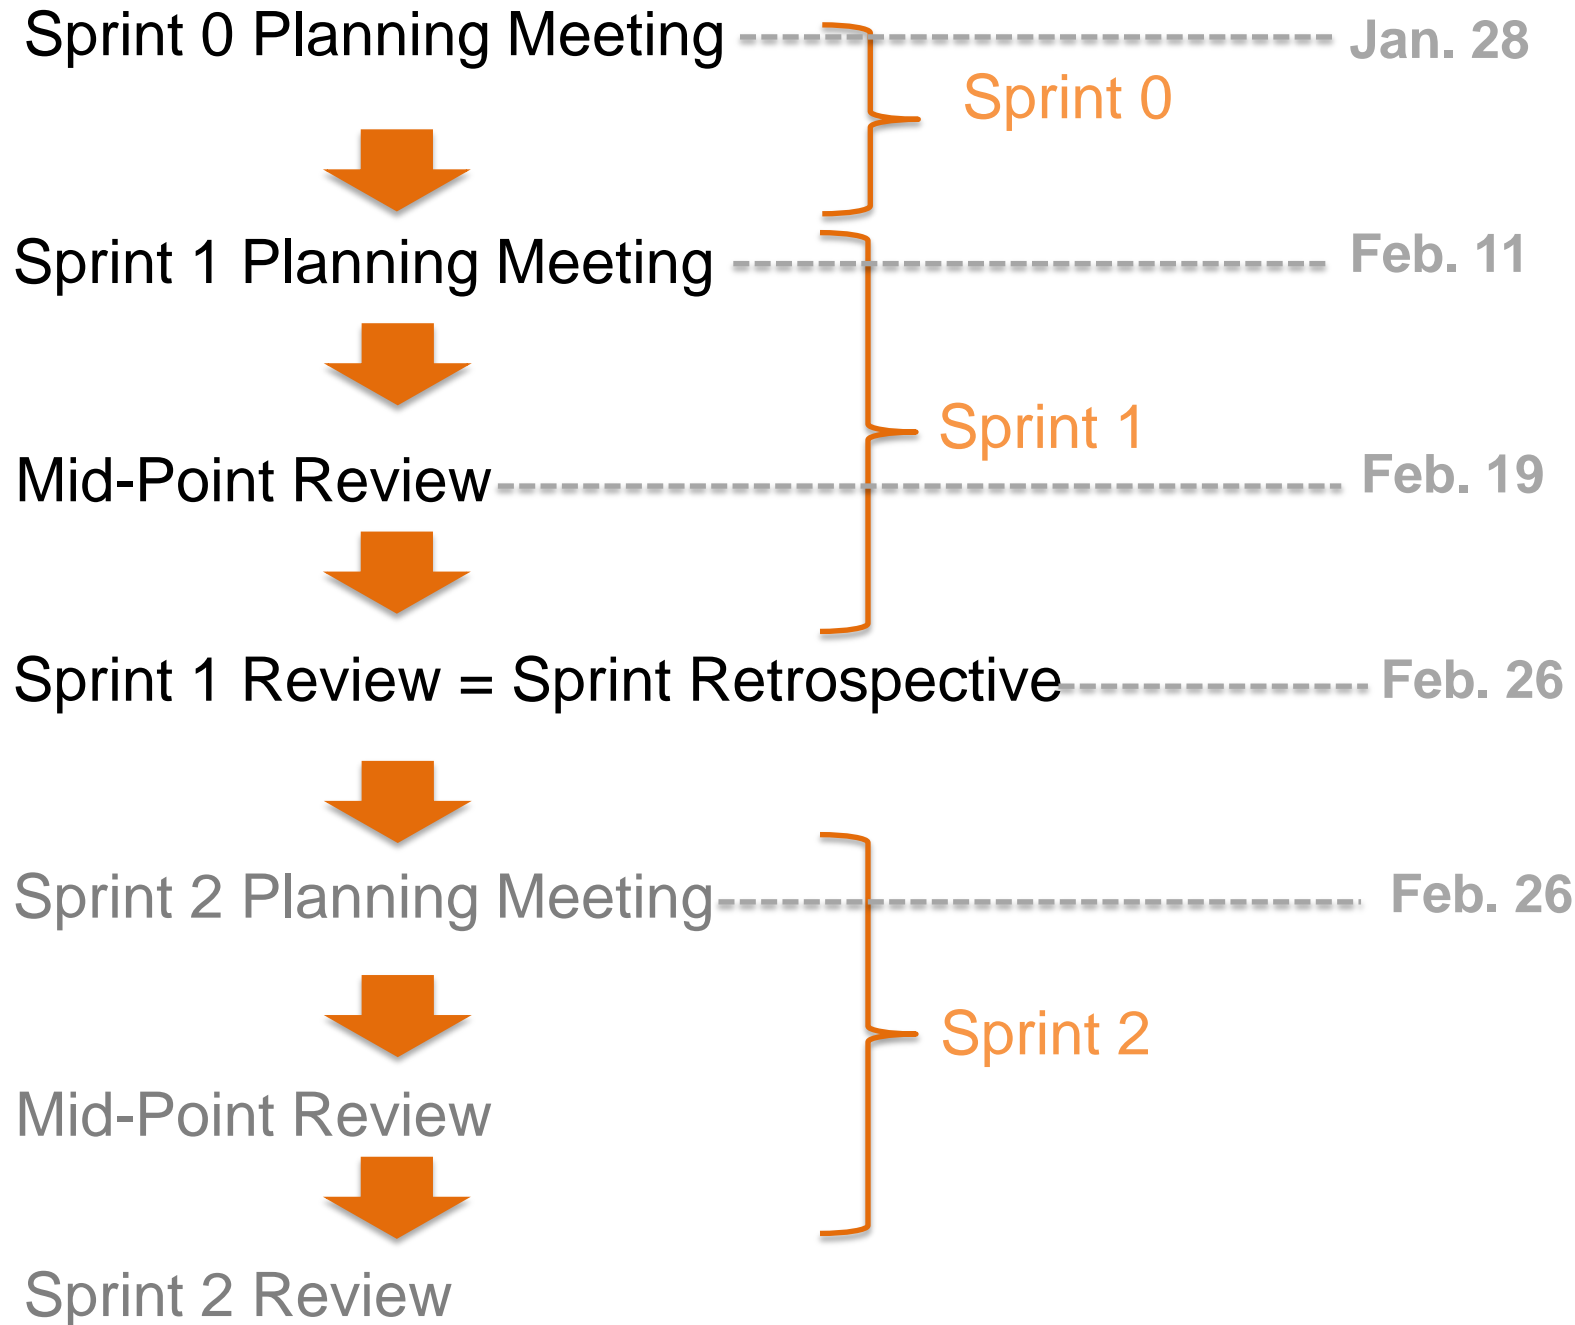 Sprint 0 Planning Meeting
Jan. 28
Sprint 0
Sprint 1 Planning Meeting
Feb. 11
Sprint 1
Mid-Point Review
Feb. 19
Sprint 1 Review = Sprint Retrospective
Feb. 26
Sprint 2 Planning Meeting
Feb. 26
Sprint 2
Mid-Point Review
Sprint 2 Review